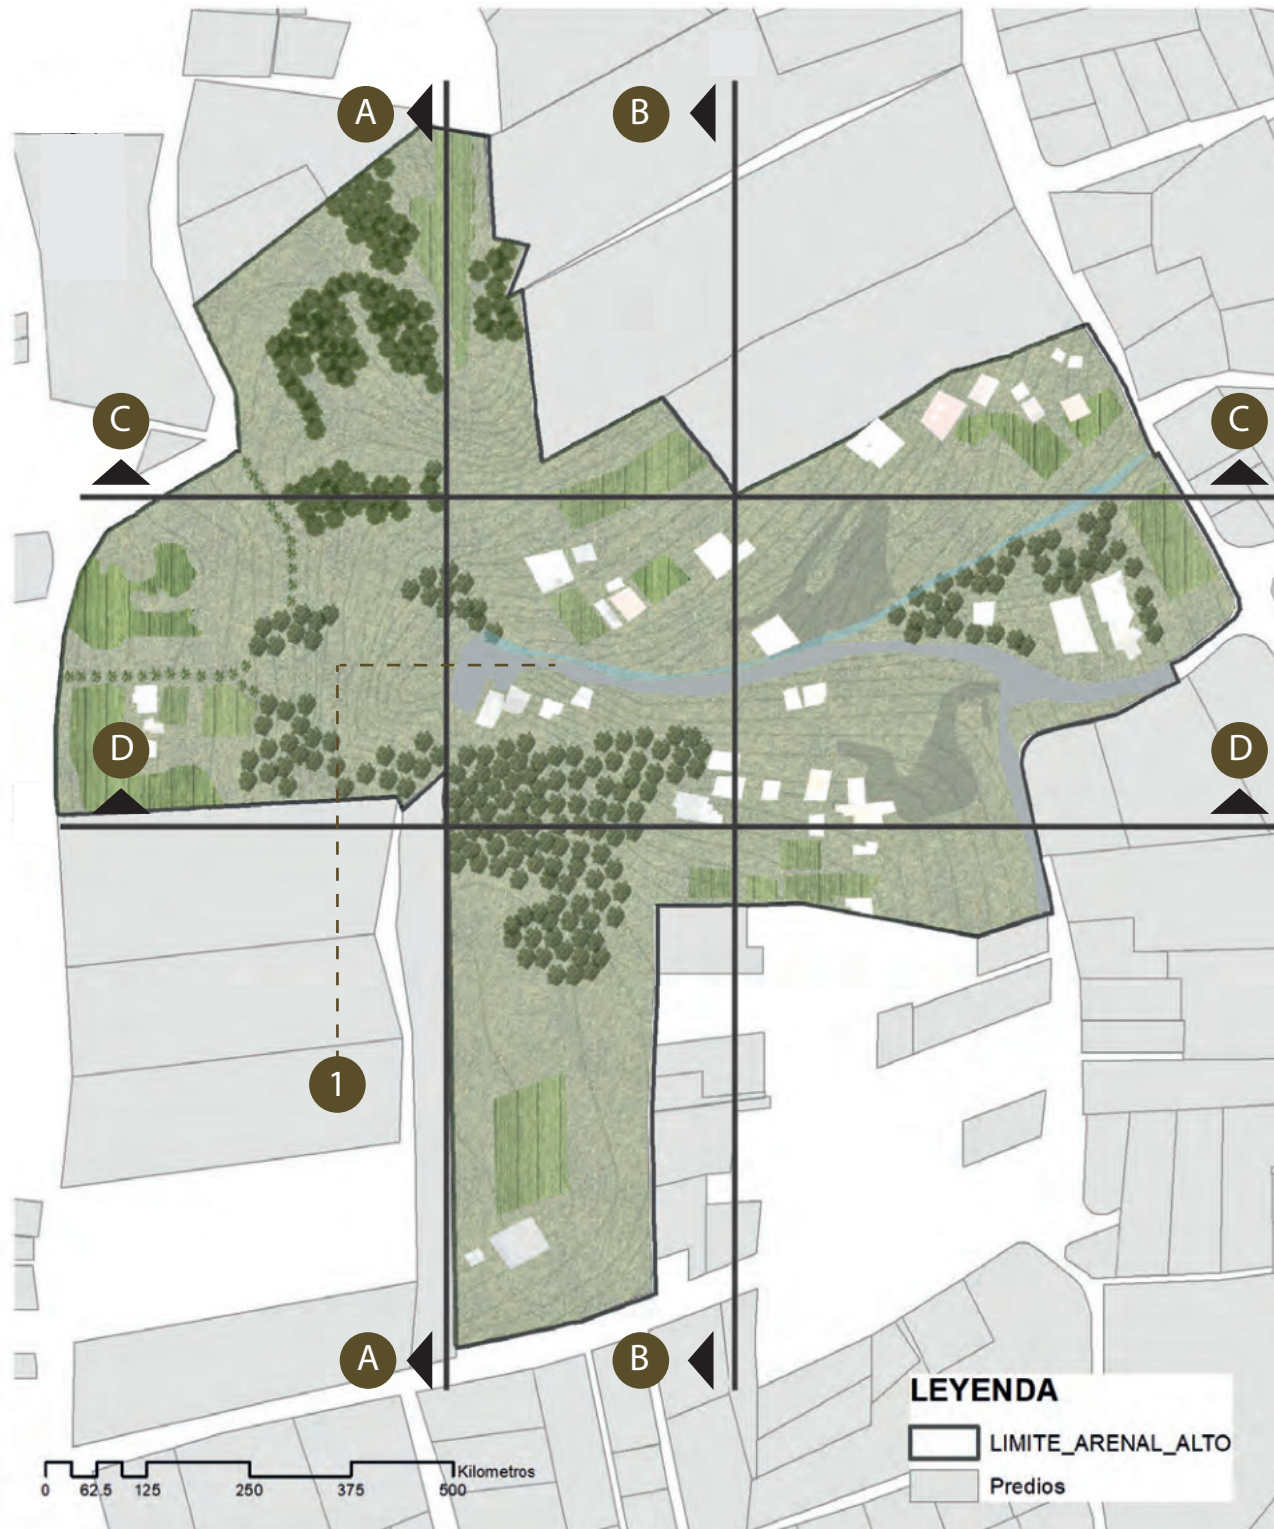 A
B
C
C
D
D
1
A
B
LEYENDA
LIMITE_ARENAL_ALTO
Predios
Kilometros
0 62.5 125 250 375 500